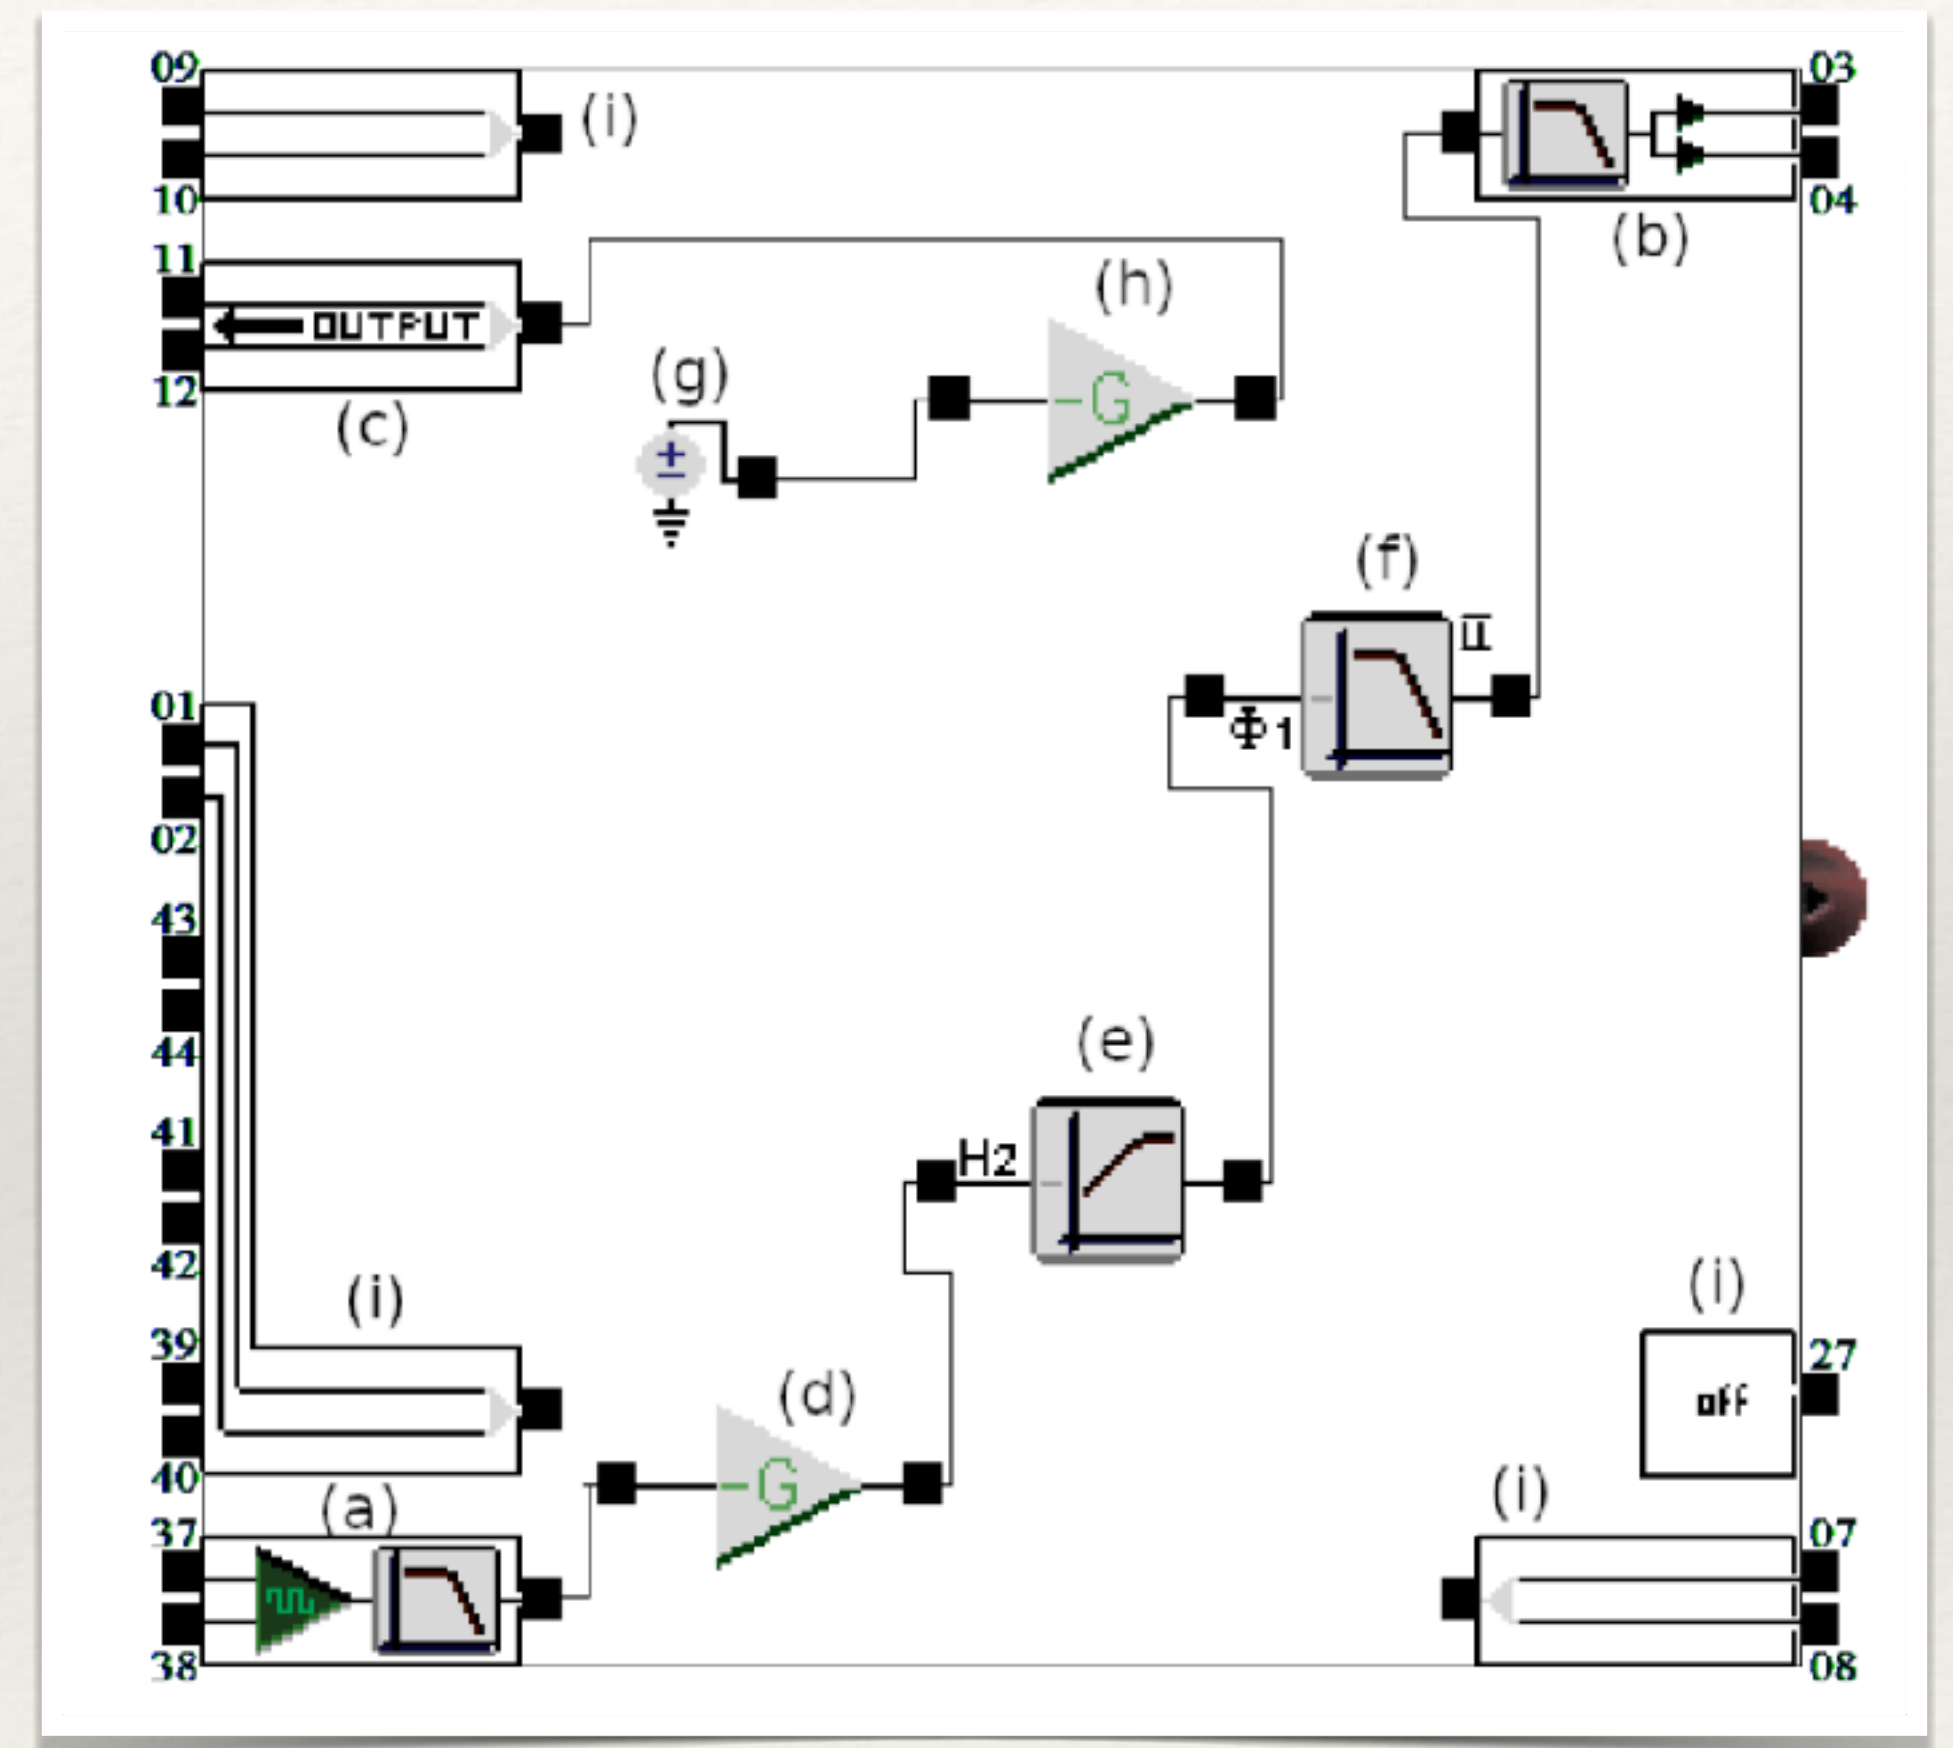 09
03
(i)
10
04
11
(b)
(h)
OUTPUT
(g)
12
(c)
-G
±
(f)
01
Φ1
02
43
44
(e)
41
H2
42
(i)
(i)
39
27
(d)
off
40
(i)
(a)
-G
37
07
38
08